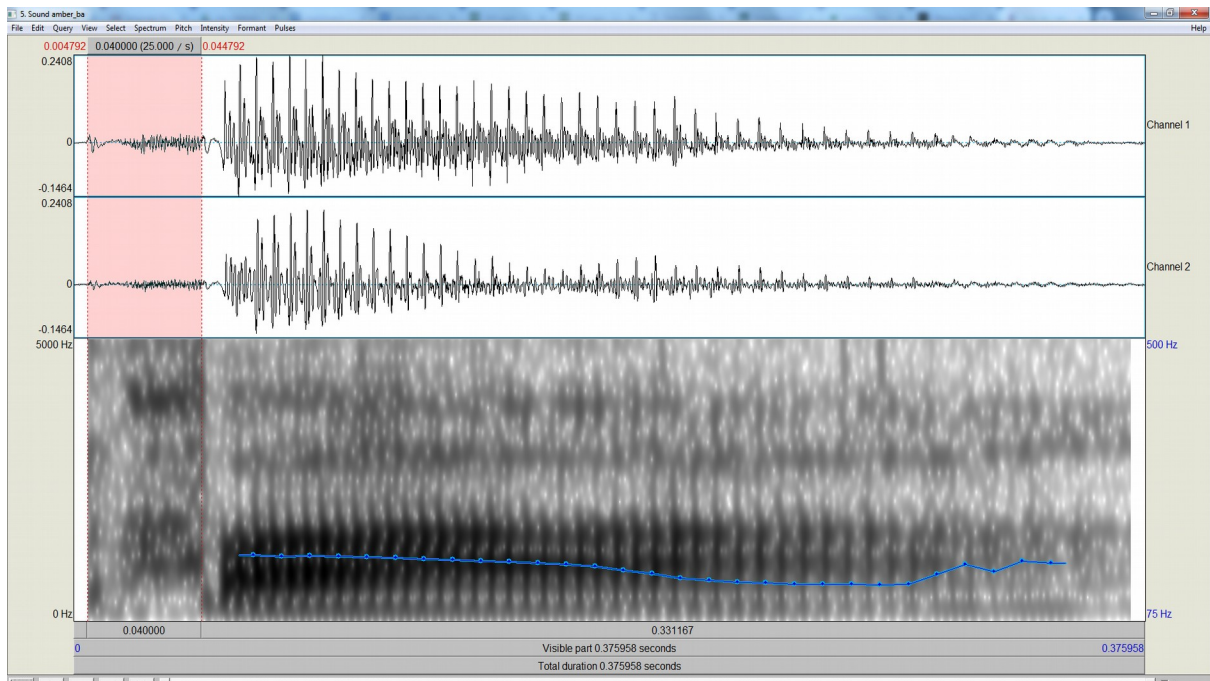 5. Sound amber_ba
File Edit Query View Select Spectrum Pitch Intensity Formant Pulses Help
0.004792 0.040000 (25.000 / s) 0.044792
0.2408
0
-0.1464
Channel 1
0.2408
0
-0.1464
Channel 2
5000 Hz 500 Hz
0 Hz 75 Hz
0.040000 0.331167
0 Visible part 0.375958 seconds 0.375958
Total duration 0.375958 seconds